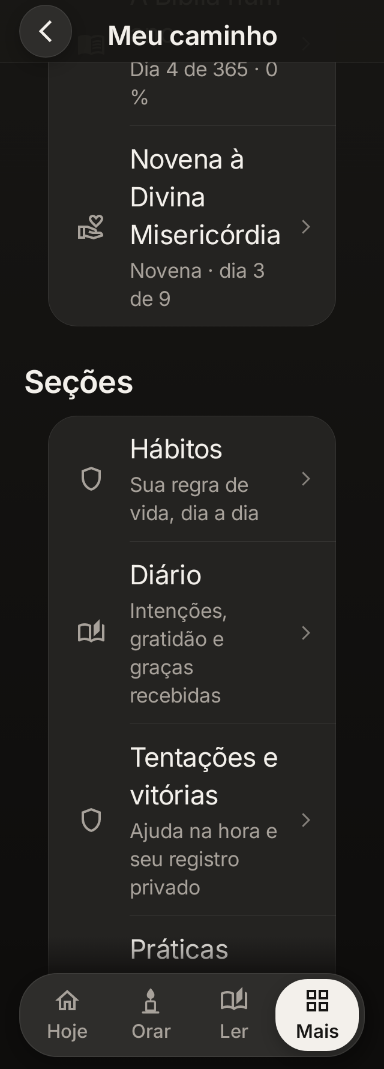 Meu caminho
A Bíblia num
Dia 4 de 365 · 0
%
Novena à
Divina
Misericórdia
Novena · dia 3
de 9
Seções
Hábitos
Sua regra de
vida, dia a dia
Diário
Intenções,
gratidão e
graças
recebidas
Tentações e
vitórias
Ajuda na hora e
seu registro
privado
Práticas
Hoje
Orar
Ler
Mais